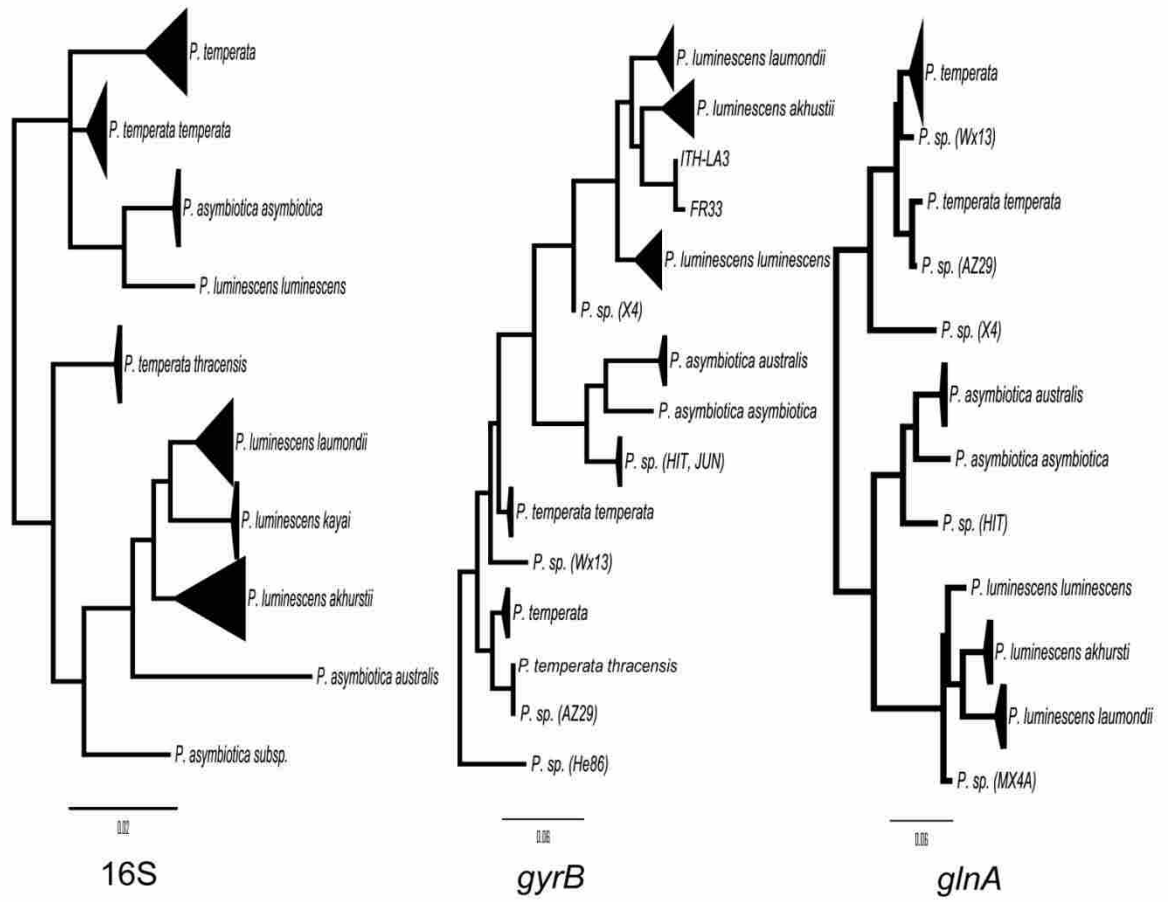 P. temperata
P. temperata temperata
P. asymbiotica asymbiotica
P. luminescens luminescens
P. temperata thracensis
P. luminescens laumondii
P. luminescens kayai
P. luminescens akhurstii
P. asymbiotica australis
P. asymbiotica subsp.
0.02
16S
P. luminescens laumondii
P. luminescens akhustii
ITH-LA3
FR33
P. luminescens luminescens
P. sp. (X4)
P. asymbiotica australis
P. asymbiotica asymbiotica
P. sp. (HIT, JUN)
P. temperata temperata
P. sp. (Wx13)
P. temperata
P. temperata thracensis
P. sp. (AZ29)
P. sp. (He86)
0.06
gyrB
P. temperata
P. sp. (Wx13)
P. temperata temperata
P. sp. (AZ29)
P. sp. (X4)
P. asymbiotica australis
P. asymbiotica asymbiotica
P. sp. (HIT)
P. luminescens luminescens
P. luminescens akhursti
P. luminescens laumondii
P. sp. (MX4A)
0.06
glnA